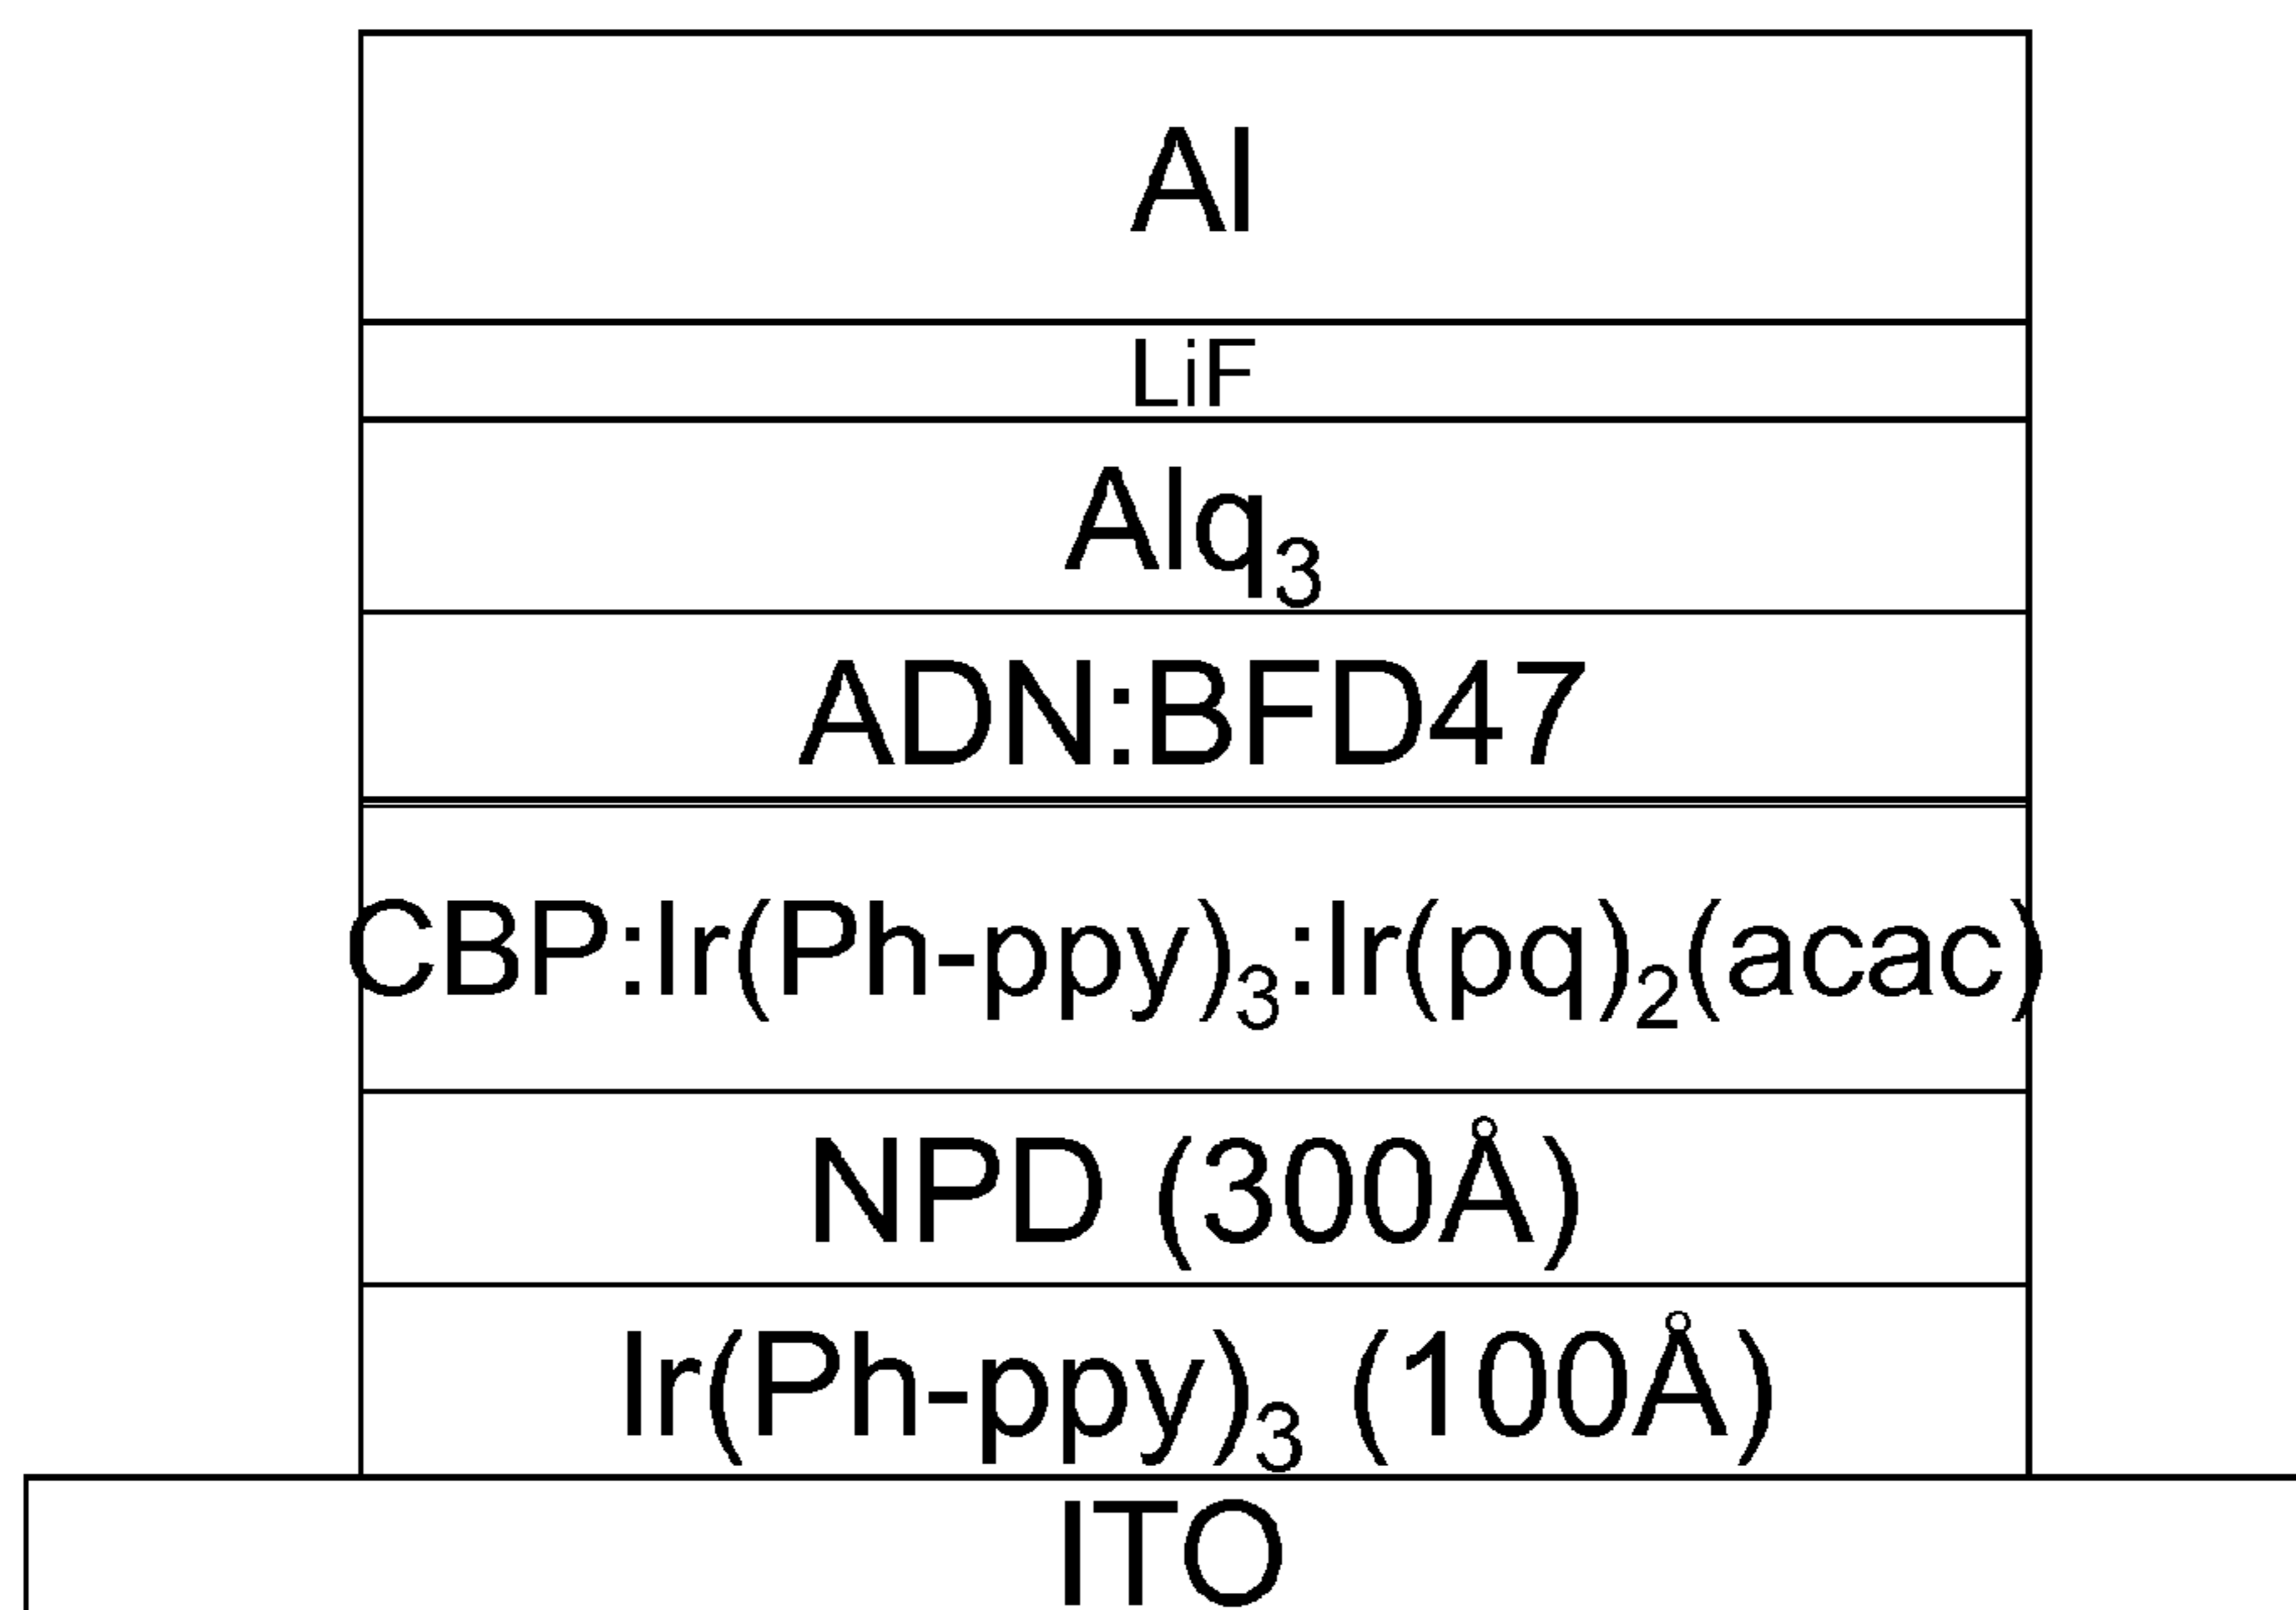 Al
LiF
Alq₃
ADN:BFD47
CBP:Ir(Ph-ppy)₃:Ir(pq)₂(acac)
NPD (300Å)
Ir(Ph-ppy)₃ (100Å)
ITO